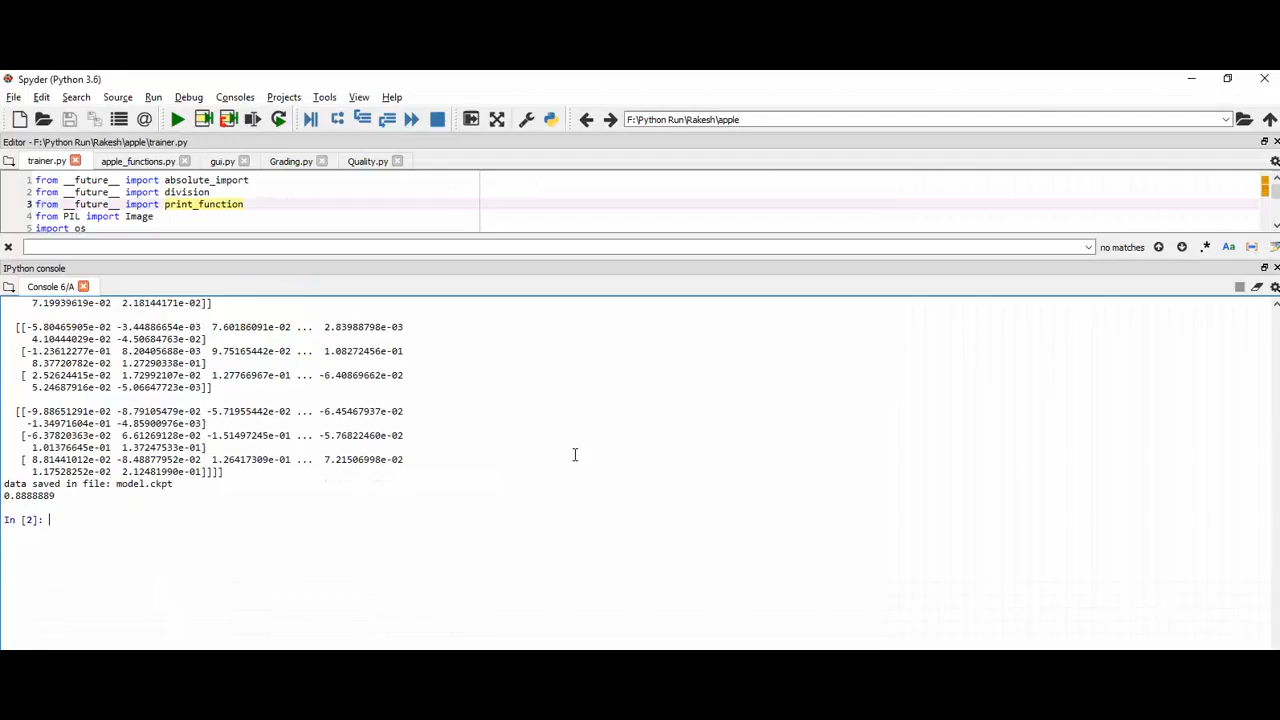 Spyder (Python 3.6)
File Edit Search Source Run Debug Consoles Projects Tools View Help
F:\Python Run\Rakesh\apple
Editor - F:\Python Run\Rakesh\apple\trainer.py
trainer.py apple_functions.py gui.py Grading.py Quality.py
1 from __future__ import absolute_import
2 from __future__ import division
3 from __future__ import print_function
4 from PIL import Image
5 import os
no matches .* Aa
IPython console
Console 6/A
7.19939619e-02 2.18144171e-02]]
[[-5.80465905e-02 -3.44886654e-03 7.60186091e-02 ... 2.83988798e-03
4.10444029e-02 -4.50684763e-02]
[-1.23612277e-01 8.20405688e-03 9.75165442e-02 ... 1.08272456e-01
8.37720782e-02 1.27290338e-01]
[ 2.52624415e-02 1.72992107e-02 1.27766967e-01 ... -6.40869662e-02
5.24687916e-02 -5.06647723e-02]]
[[-9.88651291e-02 -8.79105479e-02 -5.71955442e-02 ... -6.45467937e-02
-1.34971604e-01 -4.85900976e-03]
[-6.37820363e-02 6.61269128e-02 -1.51497245e-01 ... -5.76822460e-02
1.01376645e-01 1.37247533e-01]
[ 8.81441012e-02 -8.48877952e-02 1.26417309e-01 ... 7.21506998e-02
1.17528252e-02 2.12481990e-01]]]]
data saved in file: model.ckpt
0.8888889
In [2]: